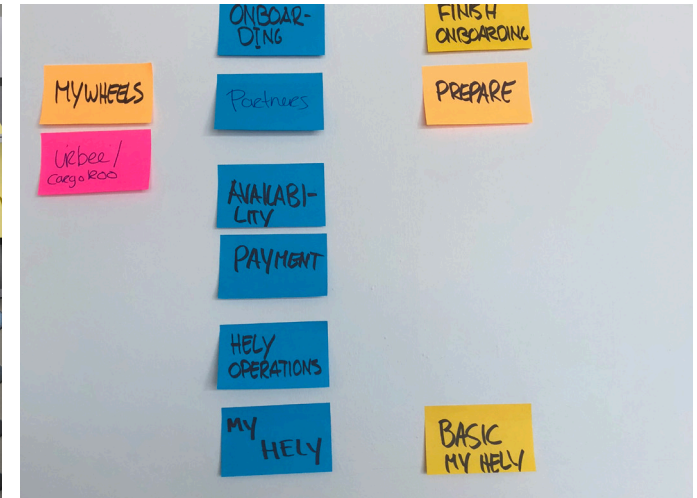 ONBOAR-
DING
FINISH
ONBOARDING
MYWHEELS
Partners
PREPARE
Urbee/
CargoRoo
AVAILABI-
LITY
PAYMENT
HELY
OPERATIONS
MY
HELY
BASIC
MY HELY